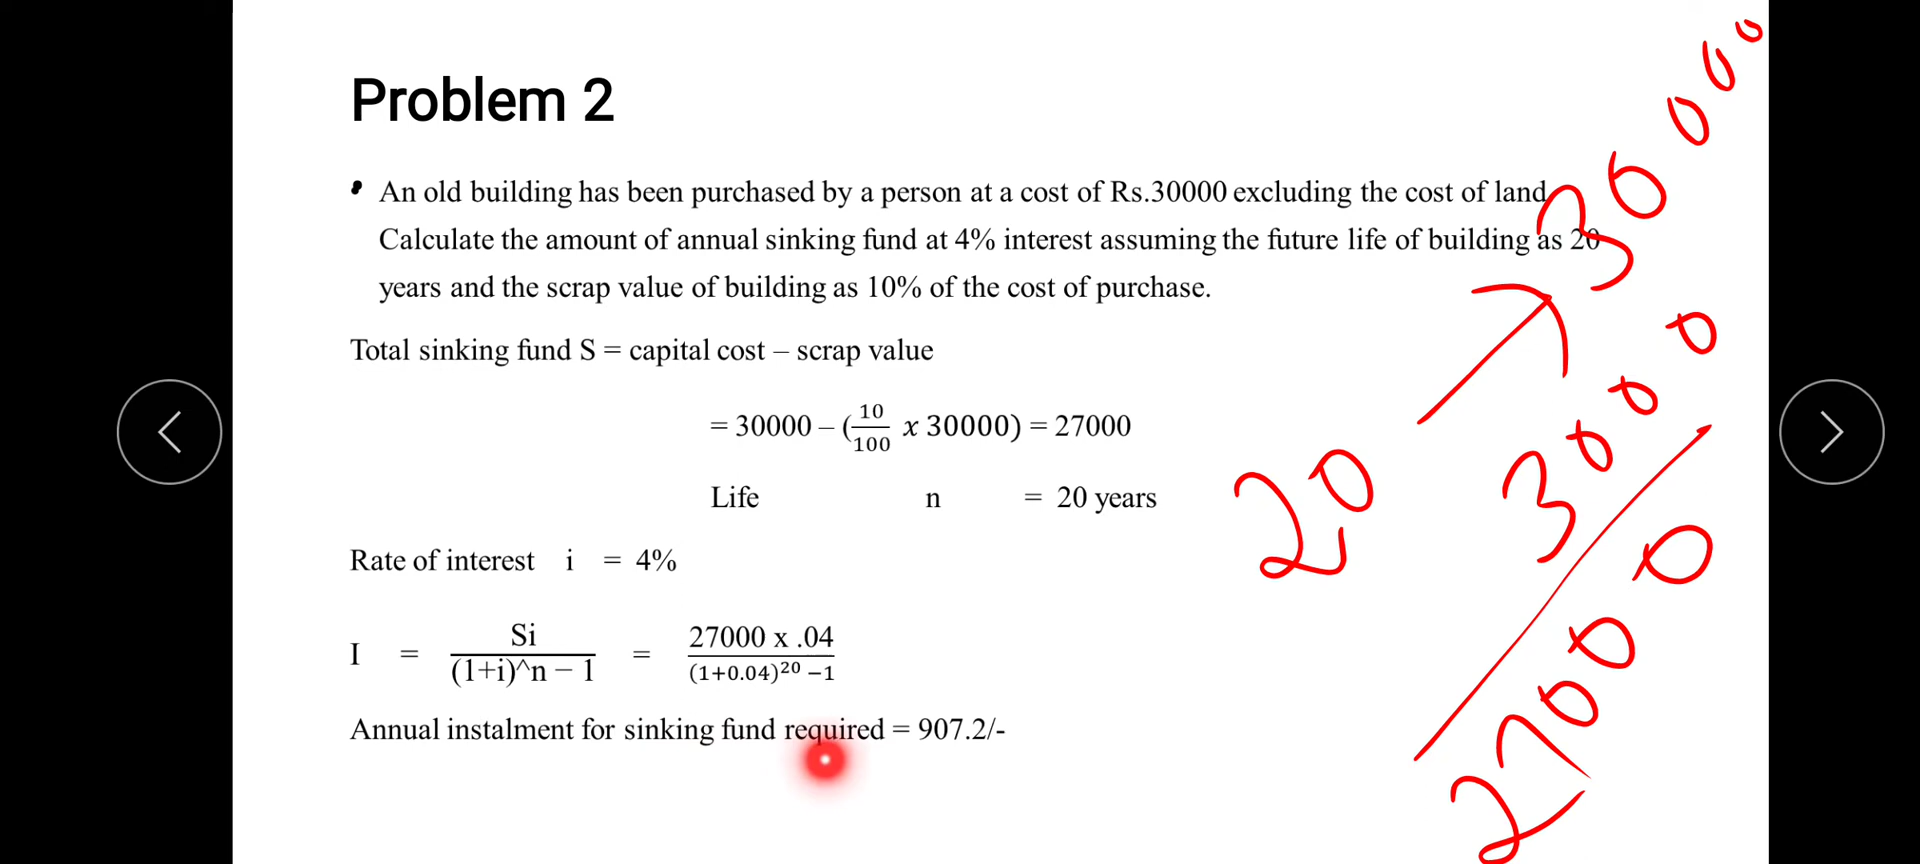 Problem 2
• An old building has been purchased by a person at a cost of Rs.30000 excluding the cost of land.
Calculate the amount of annual sinking fund at 4% interest assuming the future life of building as 20
years and the scrap value of building as 10% of the cost of purchase.
Total sinking fund S = capital cost – scrap value
= 30000 – (10/100 x 30000) = 27000
Life n = 20 years
Rate of interest i = 4%
I = Si/(1+i)^n – 1 = 27000 x .04/(1+0.04)²⁰ –1
Annual instalment for sinking fund required = 907.2/-
20
30000
3000
27000